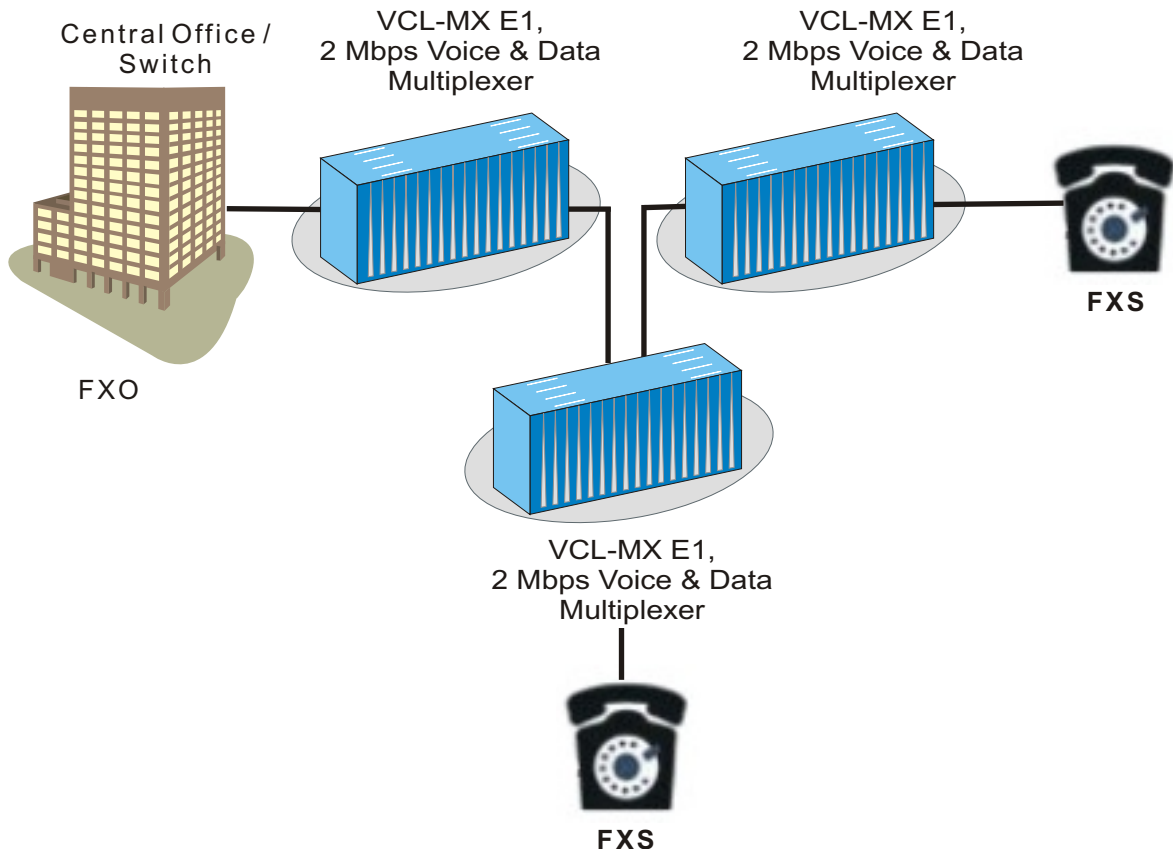 Central Office /
Switch
VCL-MX E1,
2 Mbps Voice & Data
Multiplexer
VCL-MX E1,
2 Mbps Voice & Data
Multiplexer
FXS
FXO
VCL-MX E1,
2 Mbps Voice & Data
Multiplexer
FXS